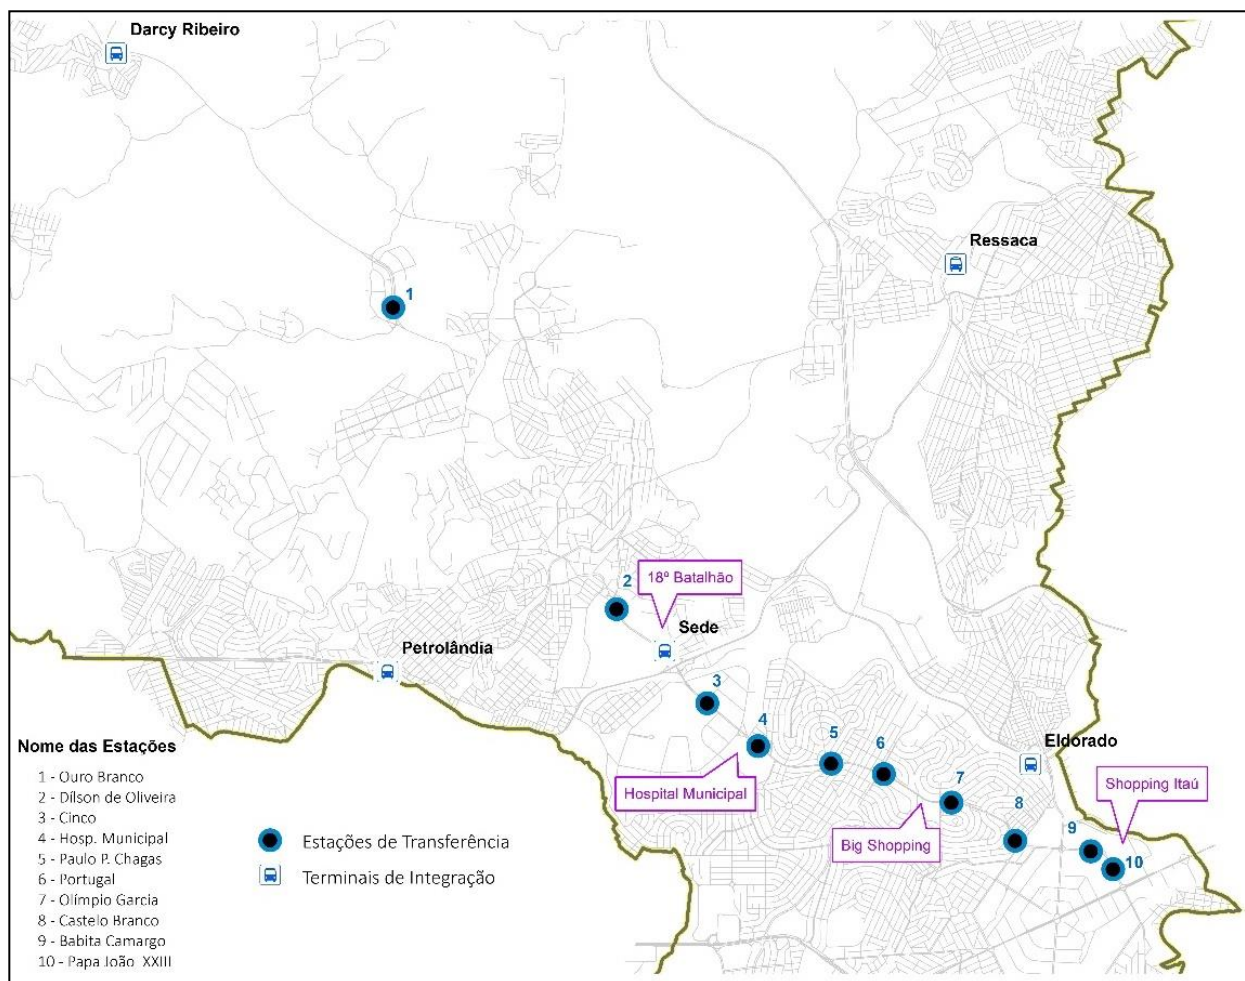 Darcy Ribeiro
Ressaca
1
18º Batalhão
2
Sede
Petrolândia
3
4
5
6
Eldorado
7
Shopping Itaú
Hospital Municipal
8
9
Big Shopping
10
Nome das Estações
1 - Ouro Branco
2 - Dílson de Oliveira
3 - Cinco
4 - Hosp. Municipal
5 - Paulo P. Chagas
6 - Portugal
7 - Olímpio Garcia
8 - Castelo Branco
9 - Babita Camargo
10 - Papa João XXIII
Estações de Transferência
Terminais de Integração